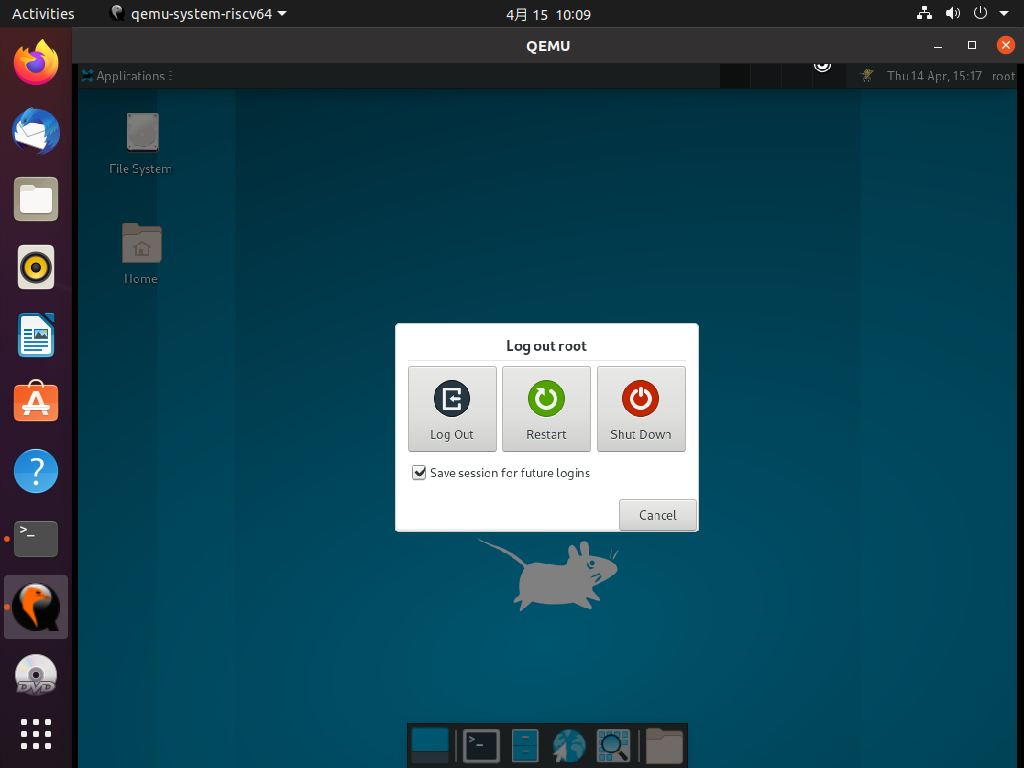 Activities
qemu-system-riscv64
4月 15 10:09
QEMU
Applications
Thu 14 Apr, 15:17
root
File System
Home
Log out root
Log Out
Restart
Shut Down
Save session for future logins
Cancel
>_
?
DVD
>_